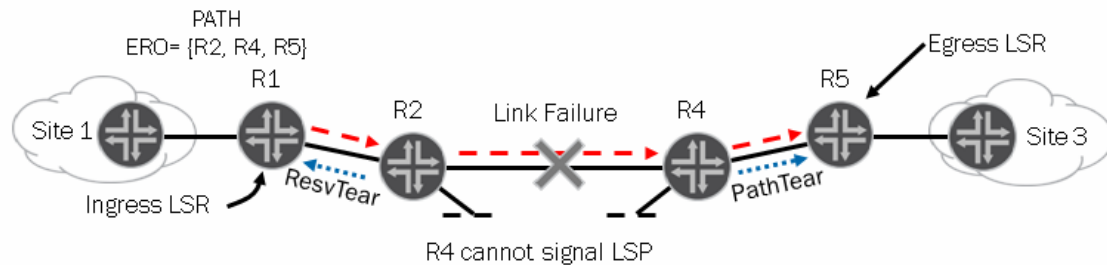 PATH
ERO= {R2, R4, R5}
R1
Egress LSR
R5
R2
Link Failure
R4
Site 1
Site 3
ResvTear
PathTear
Ingress LSR
R4 cannot signal LSP